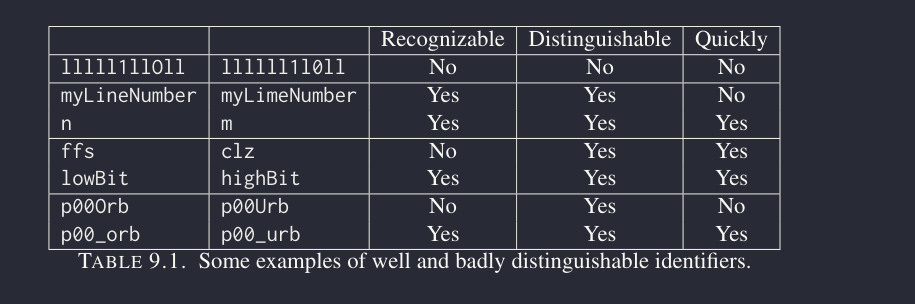 Recognizable Distinguishable Quickly
lllll1llOll llllll1l0ll No No No
myLineNumber myLimeNumber Yes Yes No
n m Yes Yes Yes
ffs clz No Yes Yes
lowBit highBit Yes Yes Yes
p00Orb p00Urb No Yes No
p00_orb p00_urb Yes Yes Yes
TABLE 9.1. Some examples of well and badly distinguishable identifiers.